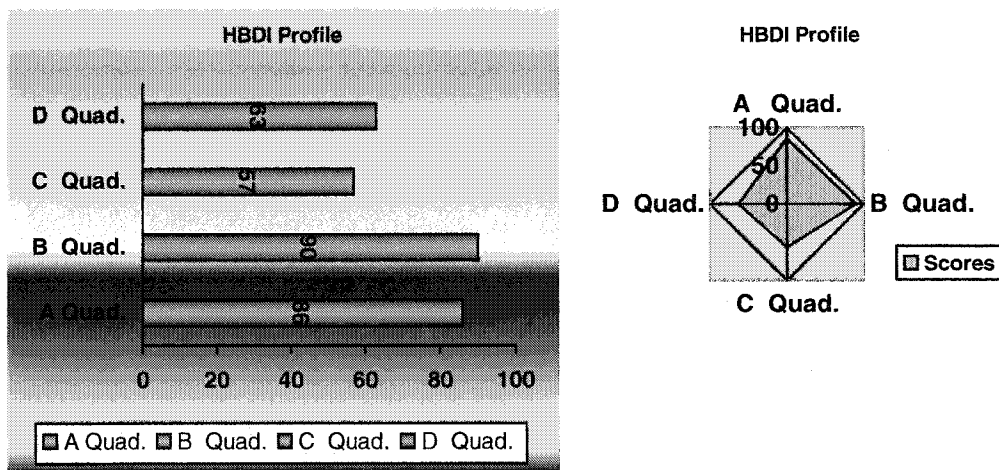 HBDI Profile
D Quad.
63
C Quad.
57
B Quad.
90
A Quad.
86
0 20 40 60 80 100
A Quad. B Quad. C Quad. D Quad.
HBDI Profile
A Quad.
100
50
D Quad. 0 B Quad.
Scores
C Quad.